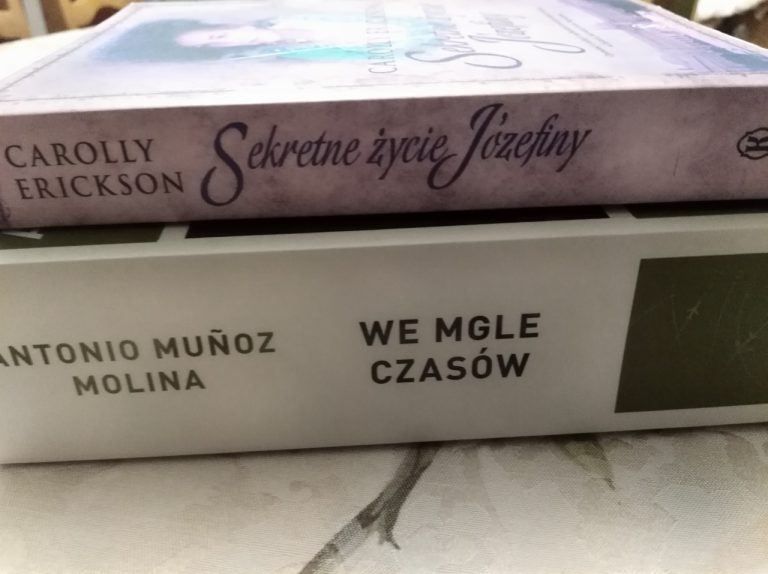 CAROLLY
ERICKSON
Sekretne życie Józefiny
ANTONIO MUÑOZ
MOLINA
WE MGLE
CZASÓW